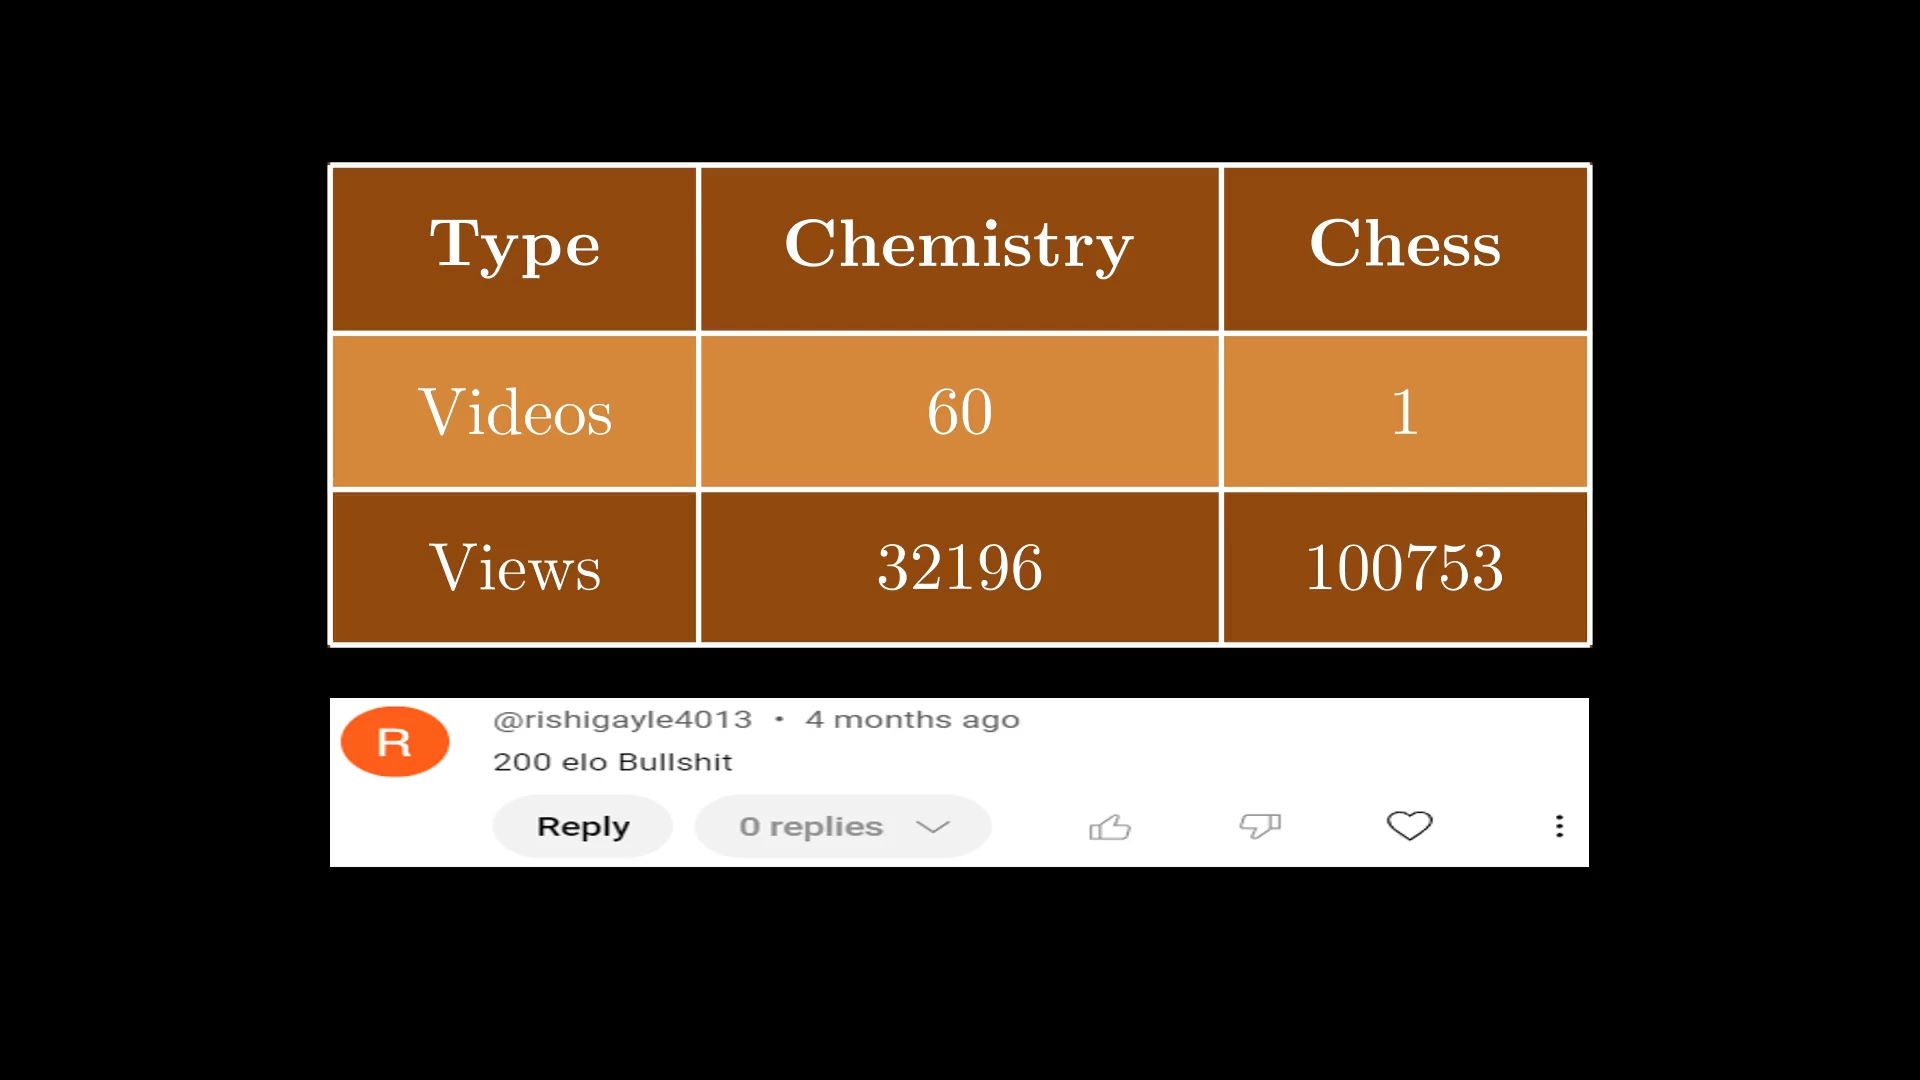 Type Chemistry Chess
Videos 60 1
Views 32196 100753
R
@rishigayle4013 • 4 months ago
200 elo Bullshit
Reply 0 replies